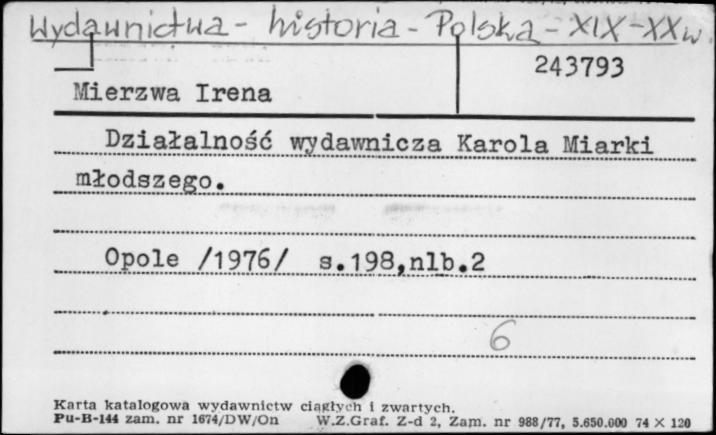 Wydawnictwa - historia - Polska - XIX-XX w.
243793
Mierzwa Irena
Działalność wydawnicza Karola Miarki
młodszego.
Opole /1976/ s.198,nlb.2
6
Karta katalogowa wydawnictw ciągłych i zwartych.
Pu-B-144 zam. nr 1674/DW/On W.Z.Graf. Z-d 2, Zam. nr 988/77, 5.650.000 74 X 120